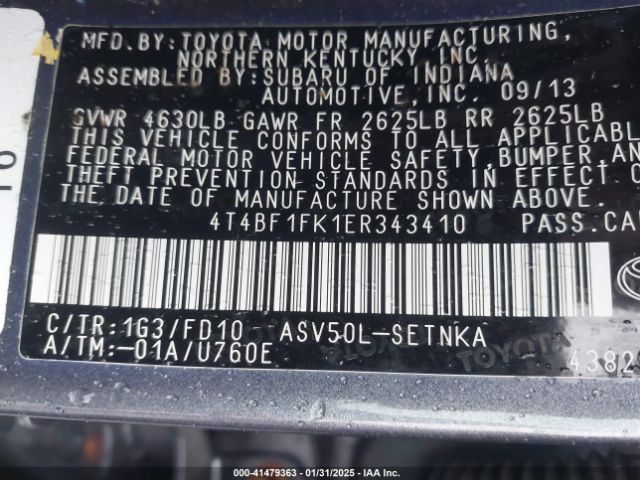 MFD.BY:TOYOTA MOTOR MANUFACTURING,
NORTHERN KENTUCKY,INC.
ASSEMBLED BY:SUBARU OF INDIANA
AUTOMOTIVE,INC. 09/13
GVWR 4630LB GAWR FR 2625LB RR 2625LB
THIS VEHICLE CONFORMS TO ALL APPLICABLE
FEDERAL MOTOR VEHICLE SAFETY,BUMPER,AN
THEFT PREVENTION STANDARDS IN EFFECT O
THE DATE OF MANUFACTURE SHOWN ABOVE.
4T4BF1FK1ER343410 PASS.CA
C/TR:1G3/FD10 ASV50L-SETNKA
A/TM:-01A/U760E
TOYOTA
4382
10
000-41479363 - 01/31/2025 - IAA Inc.